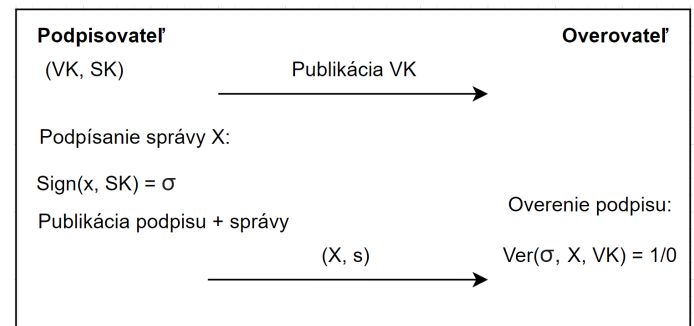 Podpisovateľ
Overovateľ
(VK, SK)
Publikácia VK
Podpísanie správy X:
Sign(x, SK) = σ
Overenie podpisu:
Publikácia podpisu + správy
(X, s)
Ver(σ, X, VK) = 1/0